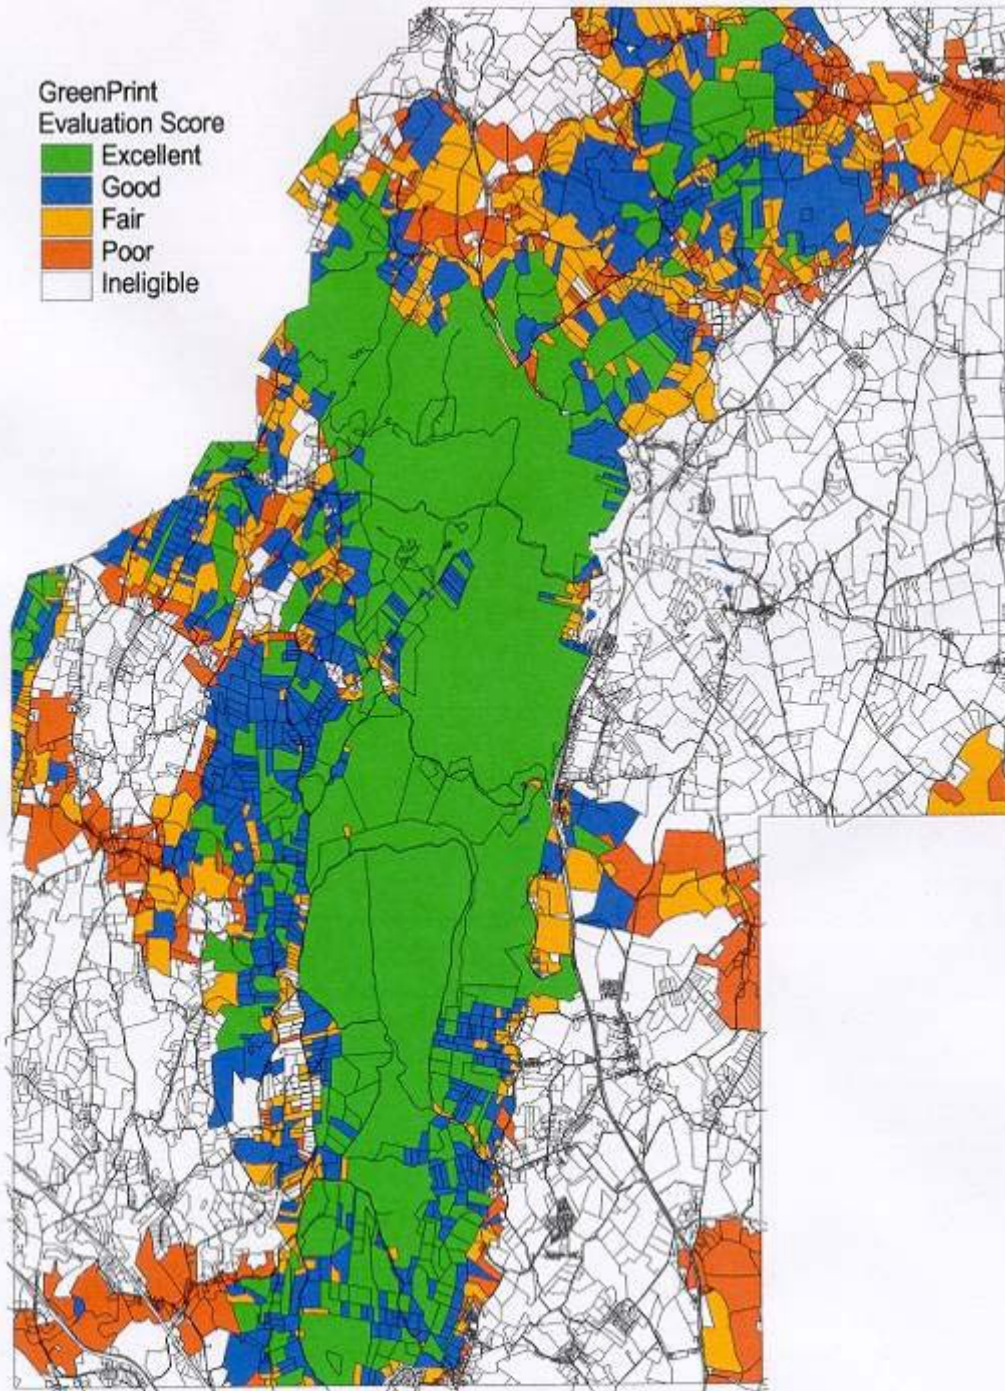 GreenPrint
Evaluation Score
Excellent
Good
Fair
Poor
Ineligible